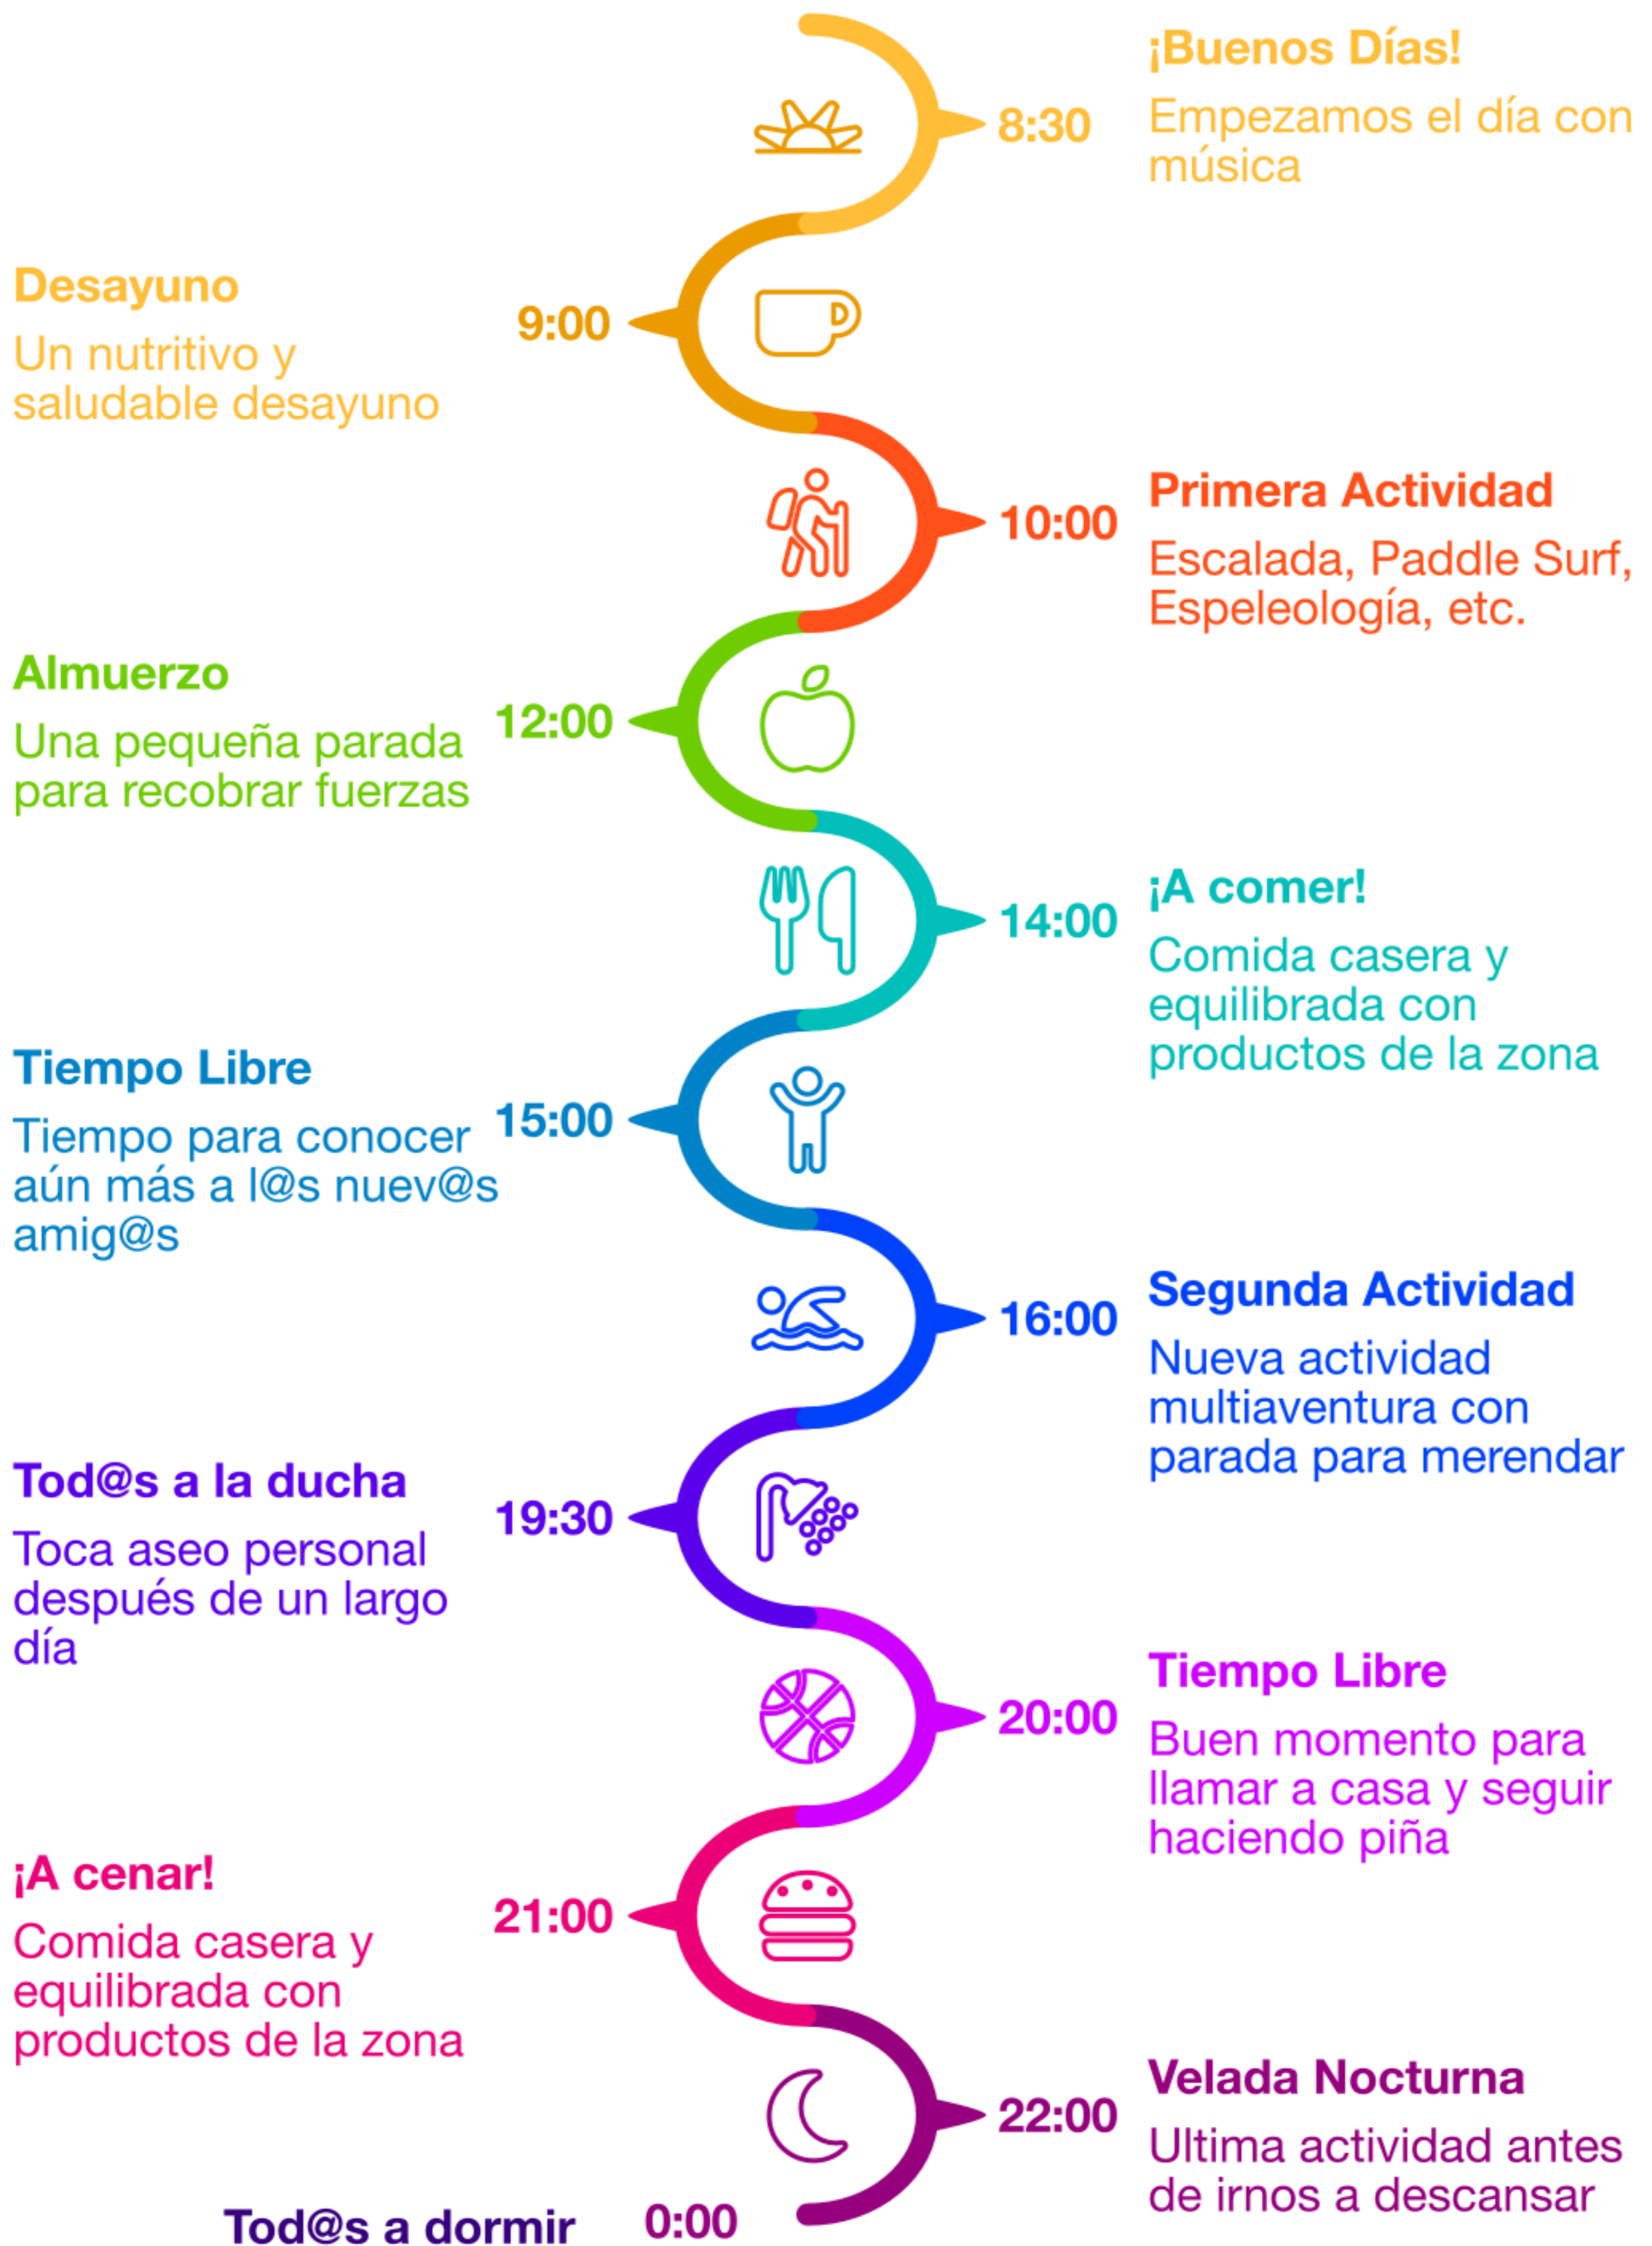 ¡Buenos Días!
8:30
Empezamos el día con
música
Desayuno
9:00
Un nutritivo y
saludable desayuno
Primera Actividad
10:00
Escalada, Paddle Surf,
Espeleología, etc.
Almuerzo
12:00
Una pequeña parada
para recobrar fuerzas
¡A comer!
14:00
Comida casera y
equilibrada con
productos de la zona
Tiempo Libre
15:00
Tiempo para conocer
aún más a l@s nuev@s
amig@s
Segunda Actividad
16:00
Nueva actividad
multiaventura con
parada para merendar
Tod@s a la ducha
19:30
Toca aseo personal
después de un largo
día
Tiempo Libre
20:00
Buen momento para
llamar a casa y seguir
haciendo piña
¡A cenar!
21:00
Comida casera y
equilibrada con
productos de la zona
Velada Nocturna
22:00
Ultima actividad antes
de irnos a descansar
Tod@s a dormir
0:00